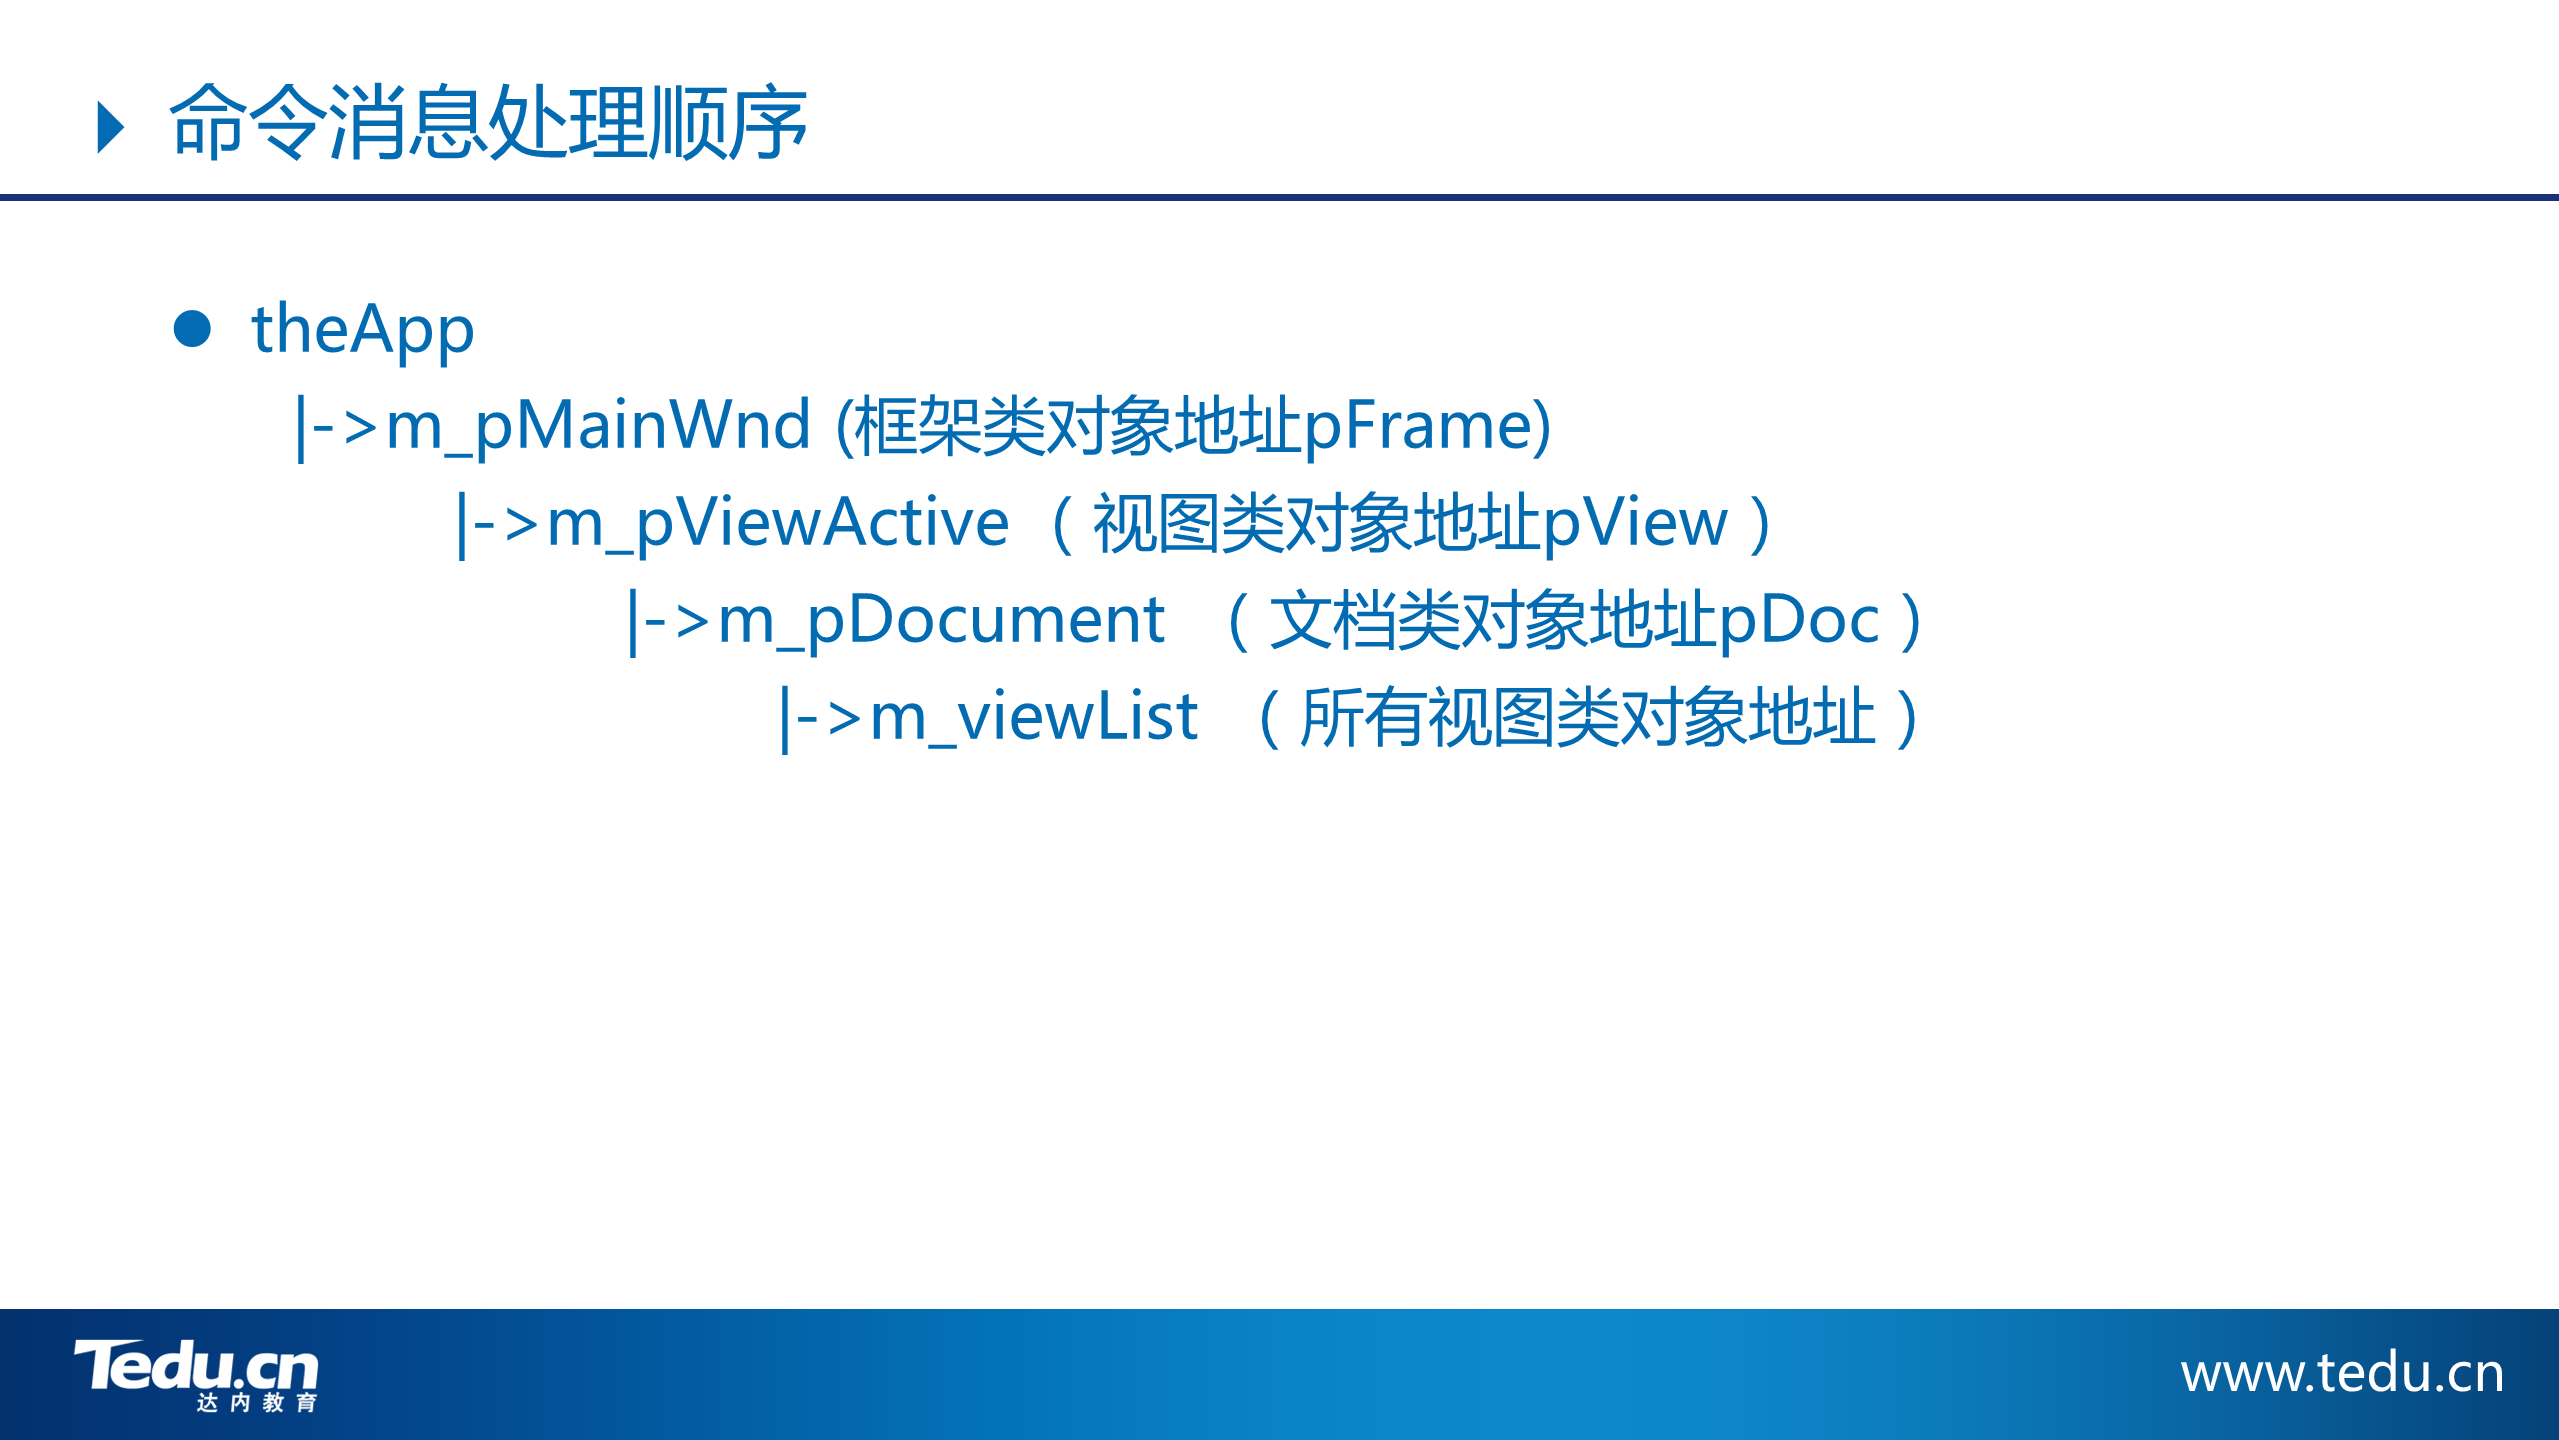 命令消息处理顺序
theApp
|->m_pMainWnd (框架类对象地址pFrame)
|->m_pViewActive （视图类对象地址pView）
|->m_pDocument （文档类对象地址pDoc）
|->m_viewList （所有视图类对象地址）
Tedu.cn
达内教育
www.tedu.cn